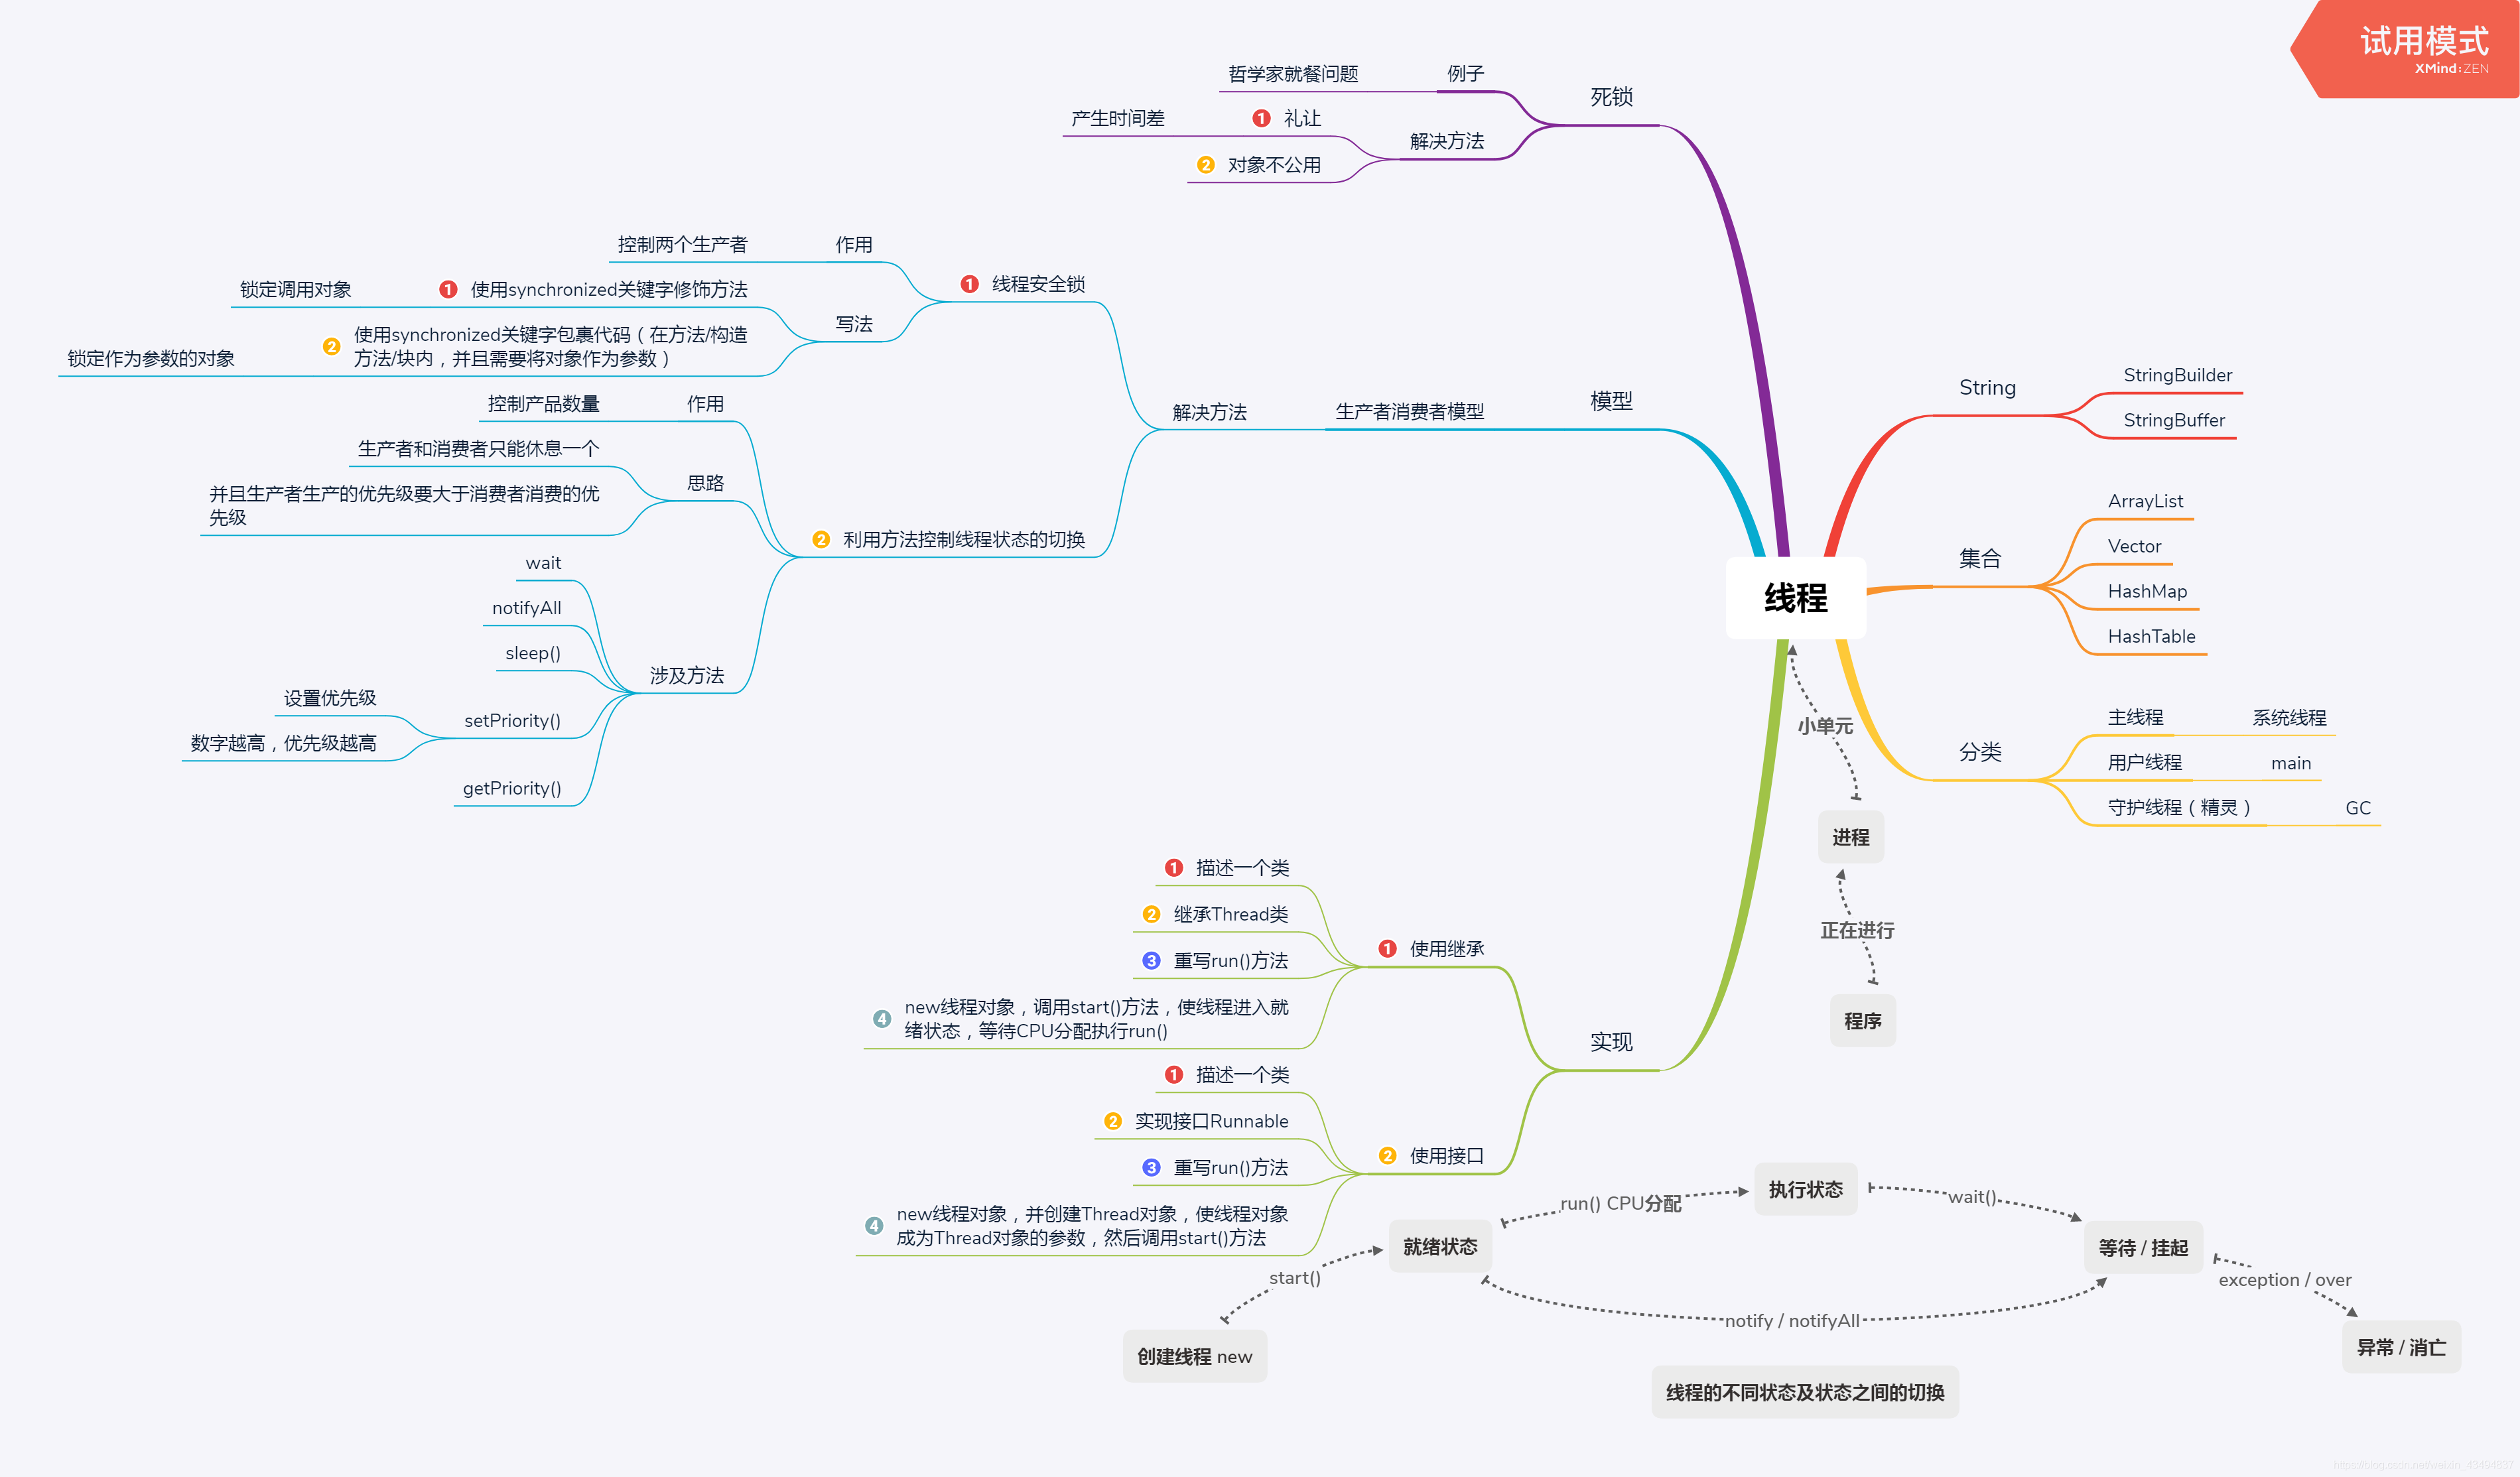 试用模式
XMind:ZEN
线程
死锁
例子
哲学家就餐问题
解决方法
1 礼让
产生时间差
2 对象不公用
模型
生产者消费者模型
解决方法
1 线程安全锁
作用
控制两个生产者
写法
1 使用synchronized关键字修饰方法
锁定调用对象
2 使用synchronized关键字包裹代码（在方法/构造
方法/块内，并且需要将对象作为参数）
锁定作为参数的对象
2 利用方法控制线程状态的切换
作用
控制产品数量
思路
生产者和消费者只能休息一个
并且生产者生产的优先级要大于消费者消费的优
先级
涉及方法
wait
notifyAll
sleep()
setPriority()
设置优先级
数字越高，优先级越高
getPriority()
实现
1 使用继承
1 描述一个类
2 继承Thread类
3 重写run()方法
4 new线程对象，调用start()方法，使线程进入就
绪状态，等待CPU分配执行run()
2 使用接口
1 描述一个类
2 实现接口Runnable
3 重写run()方法
4 new线程对象，并创建Thread对象，使线程对象
成为Thread对象的参数，然后调用start()方法
String
StringBuilder
StringBuffer
集合
ArrayList
Vector
HashMap
HashTable
分类
主线程
系统线程
用户线程
main
守护线程（精灵）
GC
小单元
进程
正在进行
程序
创建线程 new
start()
就绪状态
run() CPU分配
执行状态
wait()
等待 / 挂起
notify / notifyAll
exception / over
异常 / 消亡
线程的不同状态及状态之间的切换